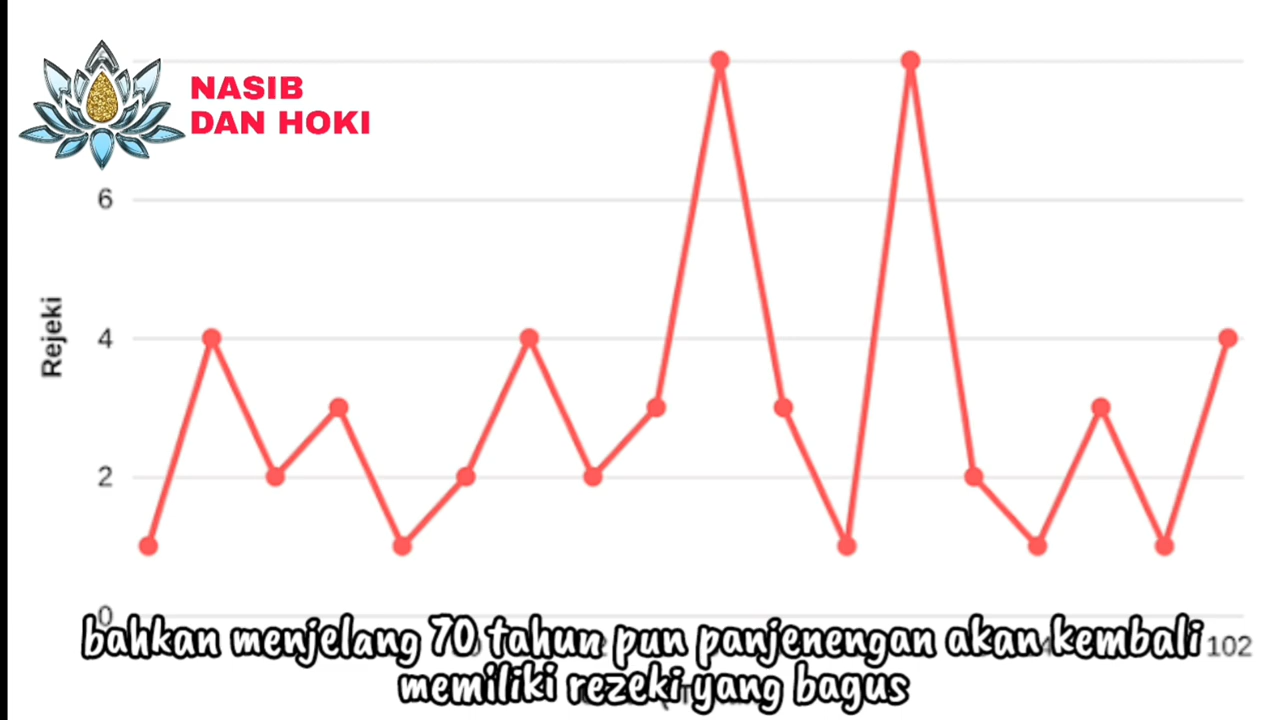 NASIB
DAN HOKI
6
Rejeki
4
2
0
bahkan menjelang 70 tahun pun panjenengan akan kembali
102
memiliki rezeki yang bagus